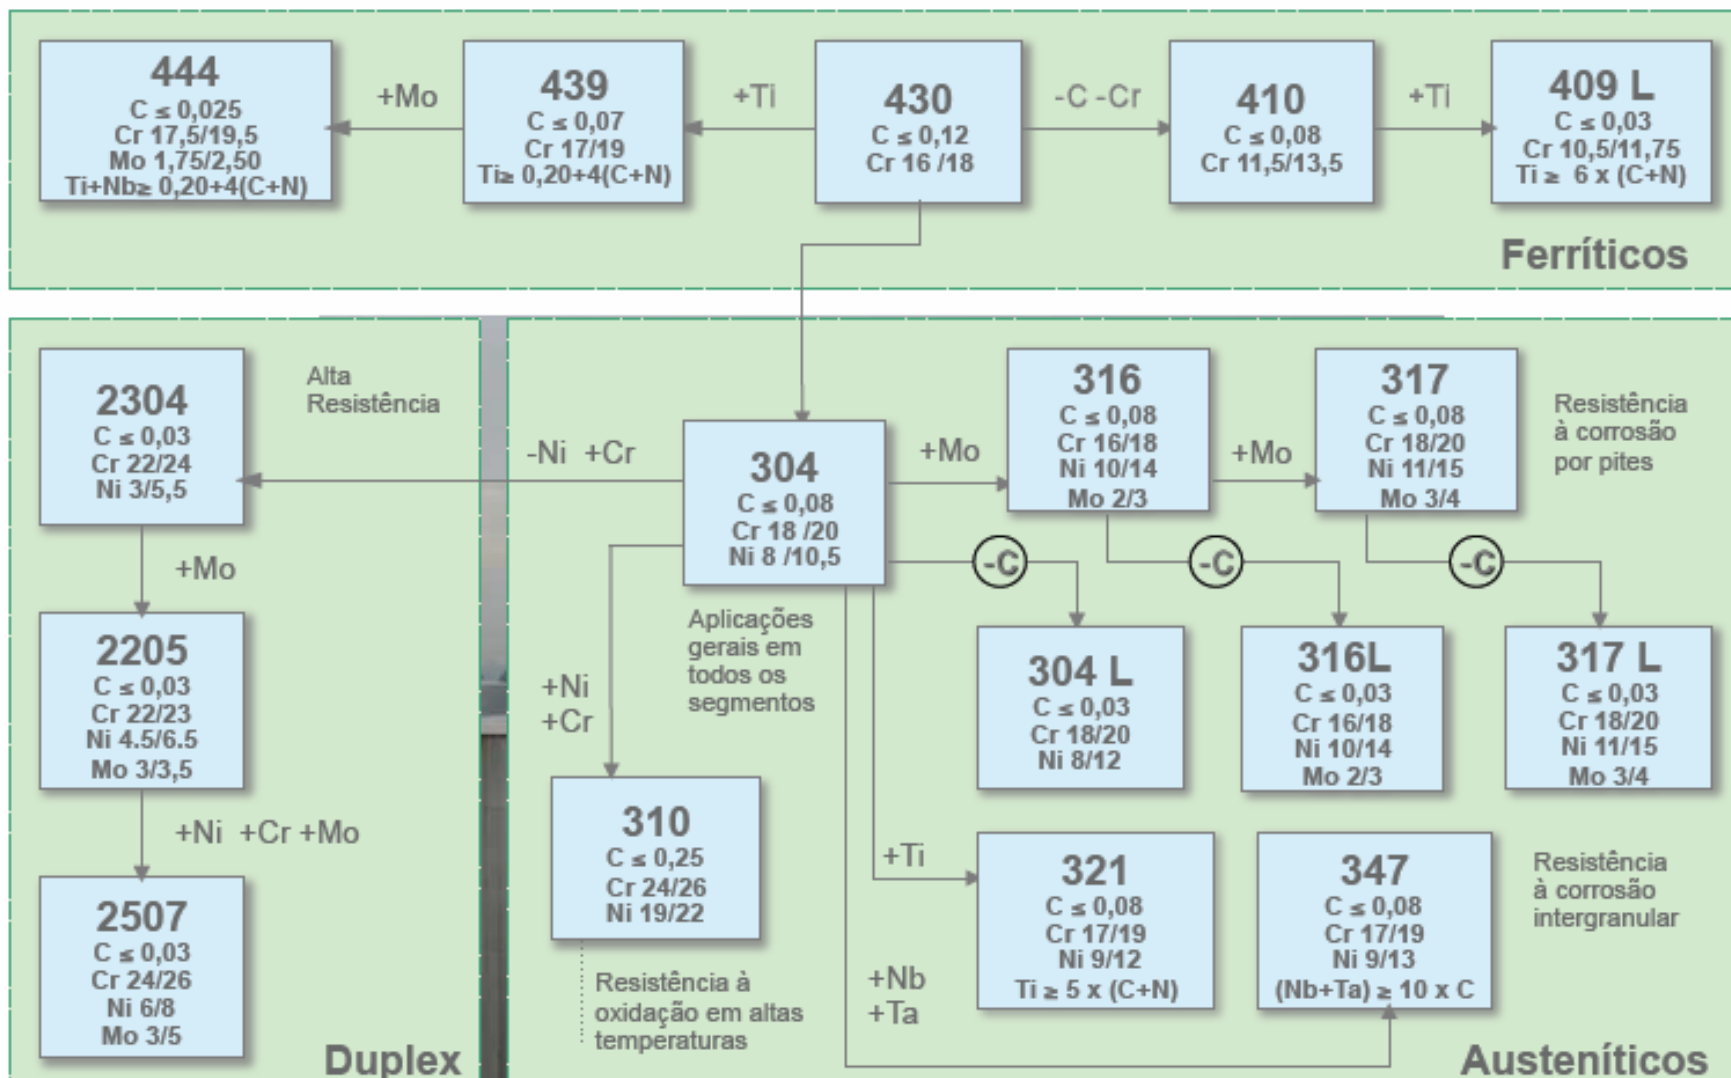 444
C ≤ 0,025
Cr 17,5/19,5
Mo 1,75/2,50
Ti+Nb≥ 0,20+4(C+N)
+Mo
439
C ≤ 0,07
Cr 17/19
Ti≥ 0,20+4(C+N)
+Ti
430
C ≤ 0,12
Cr 16 /18
-C -Cr
410
C ≤ 0,08
Cr 11,5/13,5
+Ti
409 L
C ≤ 0,03
Cr 10,5/11,75
Ti ≥ 6 x (C+N)
Ferríticos
2304
C ≤ 0,03
Cr 22/24
Ni 3/5,5
Alta
Resistência
+Mo
2205
C ≤ 0,03
Cr 22/23
Ni 4.5/6.5
Mo 3/3,5
+Ni +Cr +Mo
2507
C ≤ 0,03
Cr 24/26
Ni 6/8
Mo 3/5
Duplex
-Ni +Cr
304
C ≤ 0,08
Cr 18 /20
Ni 8 /10,5
Aplicações
gerais em
todos os
segmentos
+Mo
316
C ≤ 0,08
Cr 16/18
Ni 10/14
Mo 2/3
+Mo
317
C ≤ 0,08
Cr 18/20
Ni 11/15
Mo 3/4
Resistência
à corrosão
por pites
-C
-C
-C
304 L
C ≤ 0,03
Cr 18/20
Ni 8/12
316L
C ≤ 0,03
Cr 16/18
Ni 10/14
Mo 2/3
317 L
C ≤ 0,03
Cr 18/20
Ni 11/15
Mo 3/4
+Ni
+Cr
310
C ≤ 0,25
Cr 24/26
Ni 19/22
Resistência à
oxidação em altas
temperaturas
+Ti
321
C ≤ 0,08
Cr 17/19
Ni 9/12
Ti ≥ 5 x (C+N)
+Nb
+Ta
347
C ≤ 0,08
Cr 17/19
Ni 9/13
(Nb+Ta) ≥ 10 x C
Resistência
à corrosão
intergranular
Austeníticos